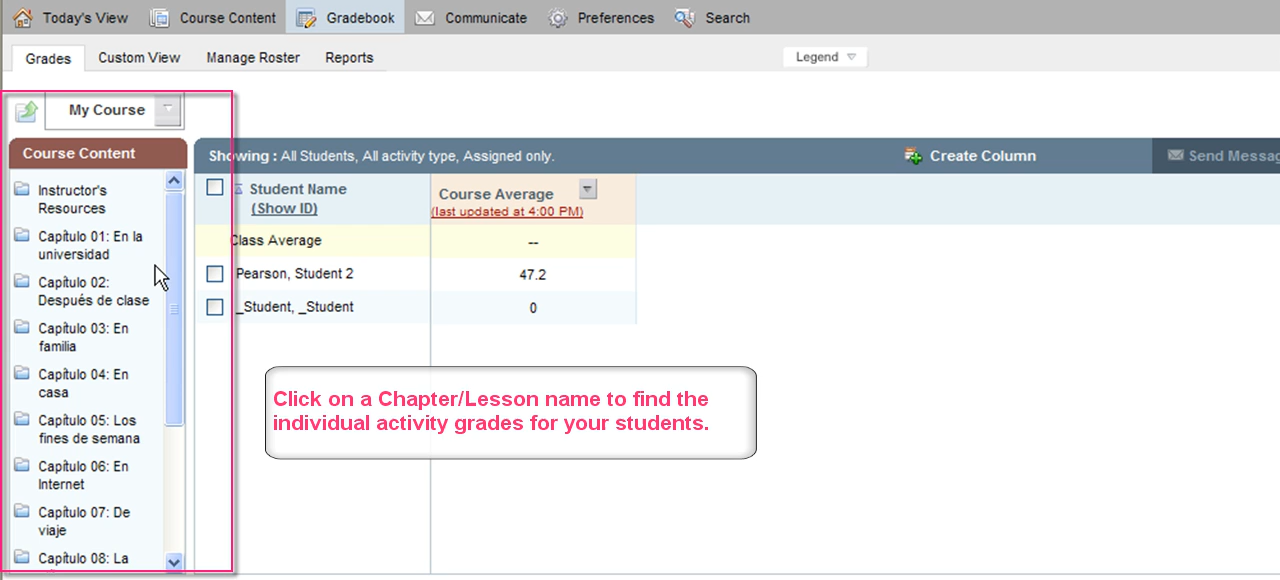 Today's View Course Content Gradebook Communicate Preferences Search
Grades Custom View Manage Roster Reports Legend
My Course
Course Content
Instructor's
Resources
Capítulo 01: En la
universidad
Capítulo 02:
Después de clase
Capítulo 03: En
familia
Capítulo 04: En
casa
Capítulo 05: Los
fines de semana
Capítulo 06: En
Internet
Capítulo 07: De
viaje
Capítulo 08: La
Showing : All Students, All activity type, Assigned only. Create Column Send Messag
Student Name Course Average
(Show ID) (last updated at 4:00 PM)
Class Average --
Pearson, Student 2 47.2
_Student, _Student 0
Click on a Chapter/Lesson name to find the
individual activity grades for your students.